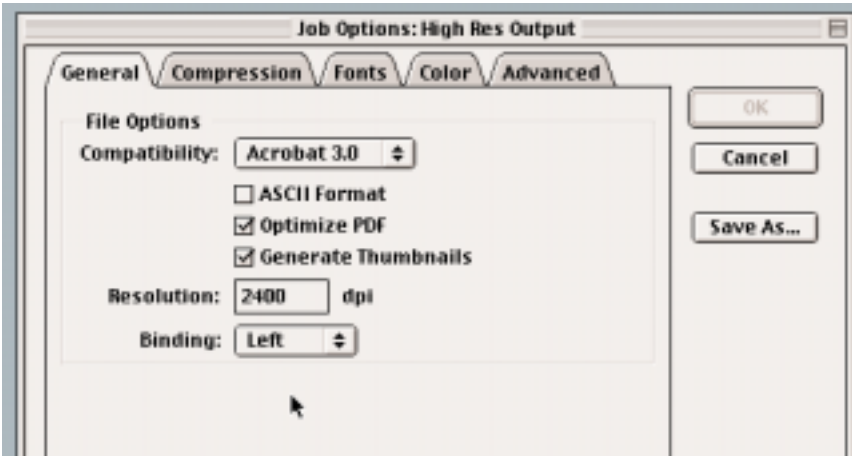 Job Options: High Res Output
General Compression Fonts Color Advanced
File Options
Compatibility: Acrobat 3.0
ASCII Format
Optimize PDF
Generate Thumbnails
Resolution: 2400 dpi
Binding: Left
OK
Cancel
Save As...